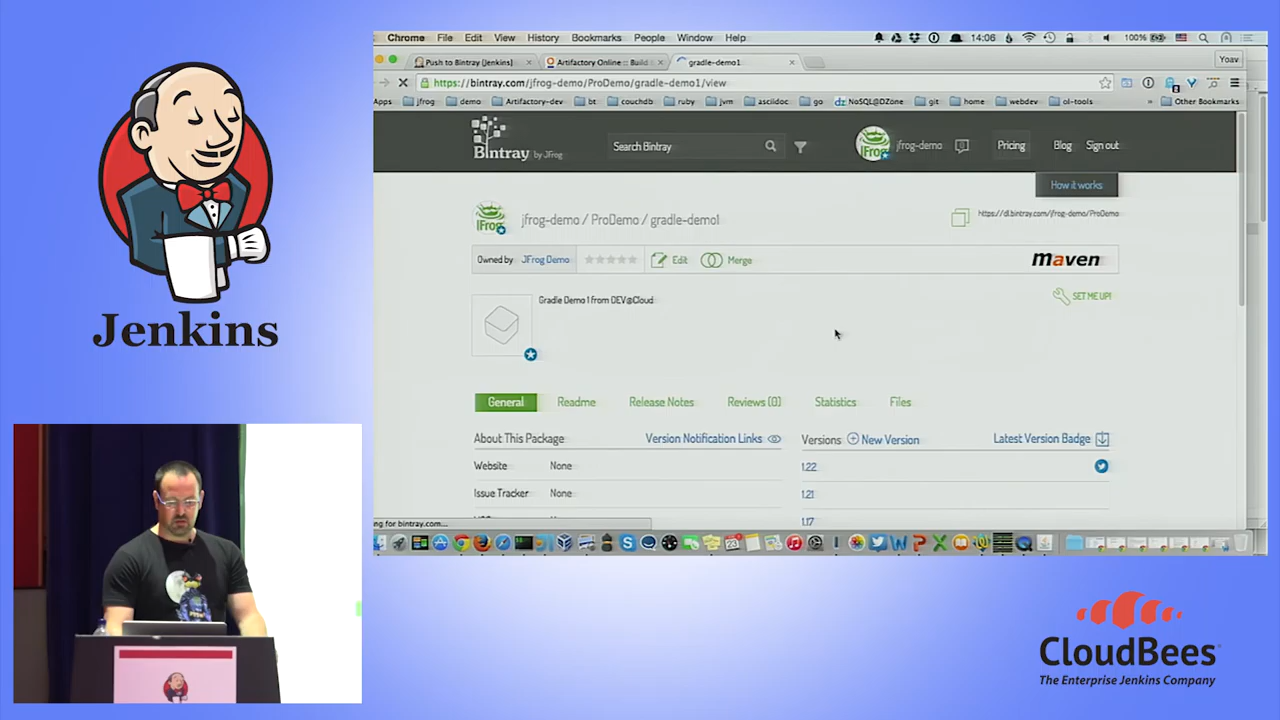 Chrome File Edit View History Bookmarks People Window Help 14:06 100%
Push to Bintray [Jenkins] Artifactory Online :: Build gradle-demo1 Yoav
https://bintray.com/jfrog-demo/ProDemo/gradle-demo1/view
Apps jfrog demo Artifactory-dev bt couchdb ruby jvm asciidoc go NoSQL@DZone git home webdev ol-tools » Other Bookmarks
Bintray by JFrog Search Bintray jfrog-demo Pricing Blog Sign out
How it works
jfrog-demo / ProDemo / gradle-demo1 https://dl.bintray.com/jfrog-demo/ProDemo
Owned by JFrog Demo Edit Merge maven
Gradle Demo 1 from DEV@Cloud SET ME UP!
General Readme Release Notes Reviews (0) Statistics Files
About This Package Version Notification Links Versions New Version Latest Version Badge
Website None 1.22
Issue Tracker None 1.21
1.17
ng for bintray.com...
Jenkins
CloudBees
The Enterprise Jenkins Company